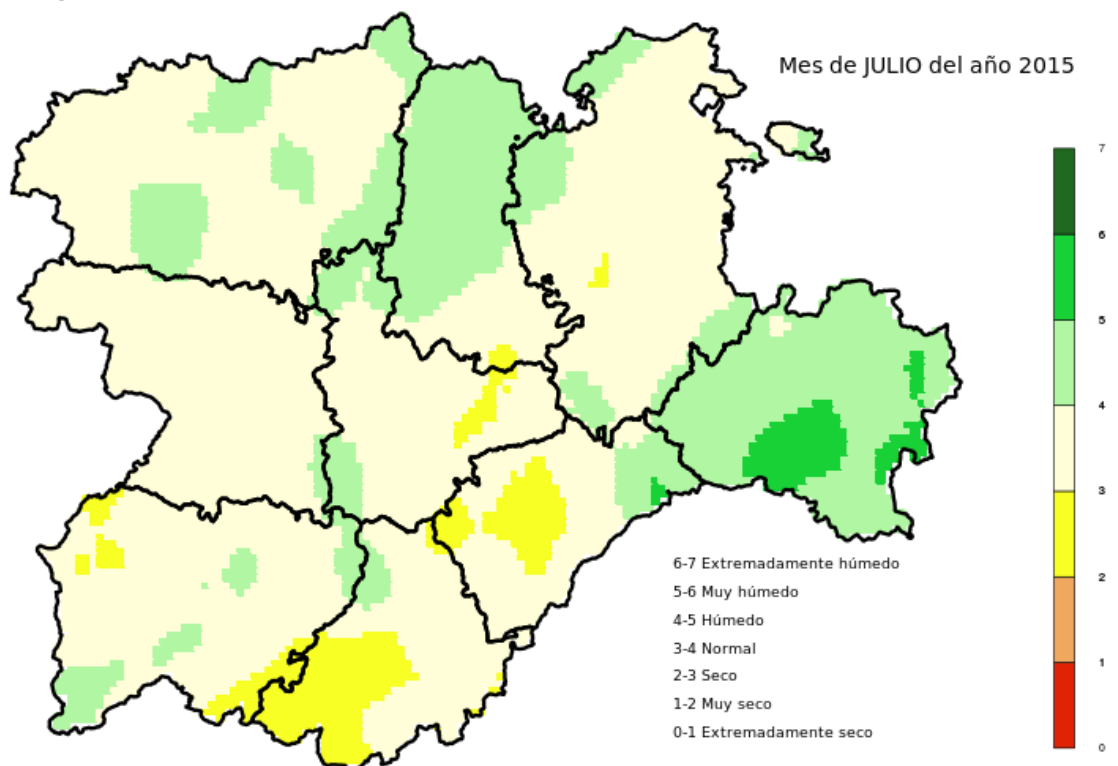 Mes de JULIO del año 2015
7
6
5
4
3
2
1
0
6-7 Extremadamente húmedo
5-6 Muy húmedo
4-5 Húmedo
3-4 Normal
2-3 Seco
1-2 Muy seco
0-1 Extremadamente seco